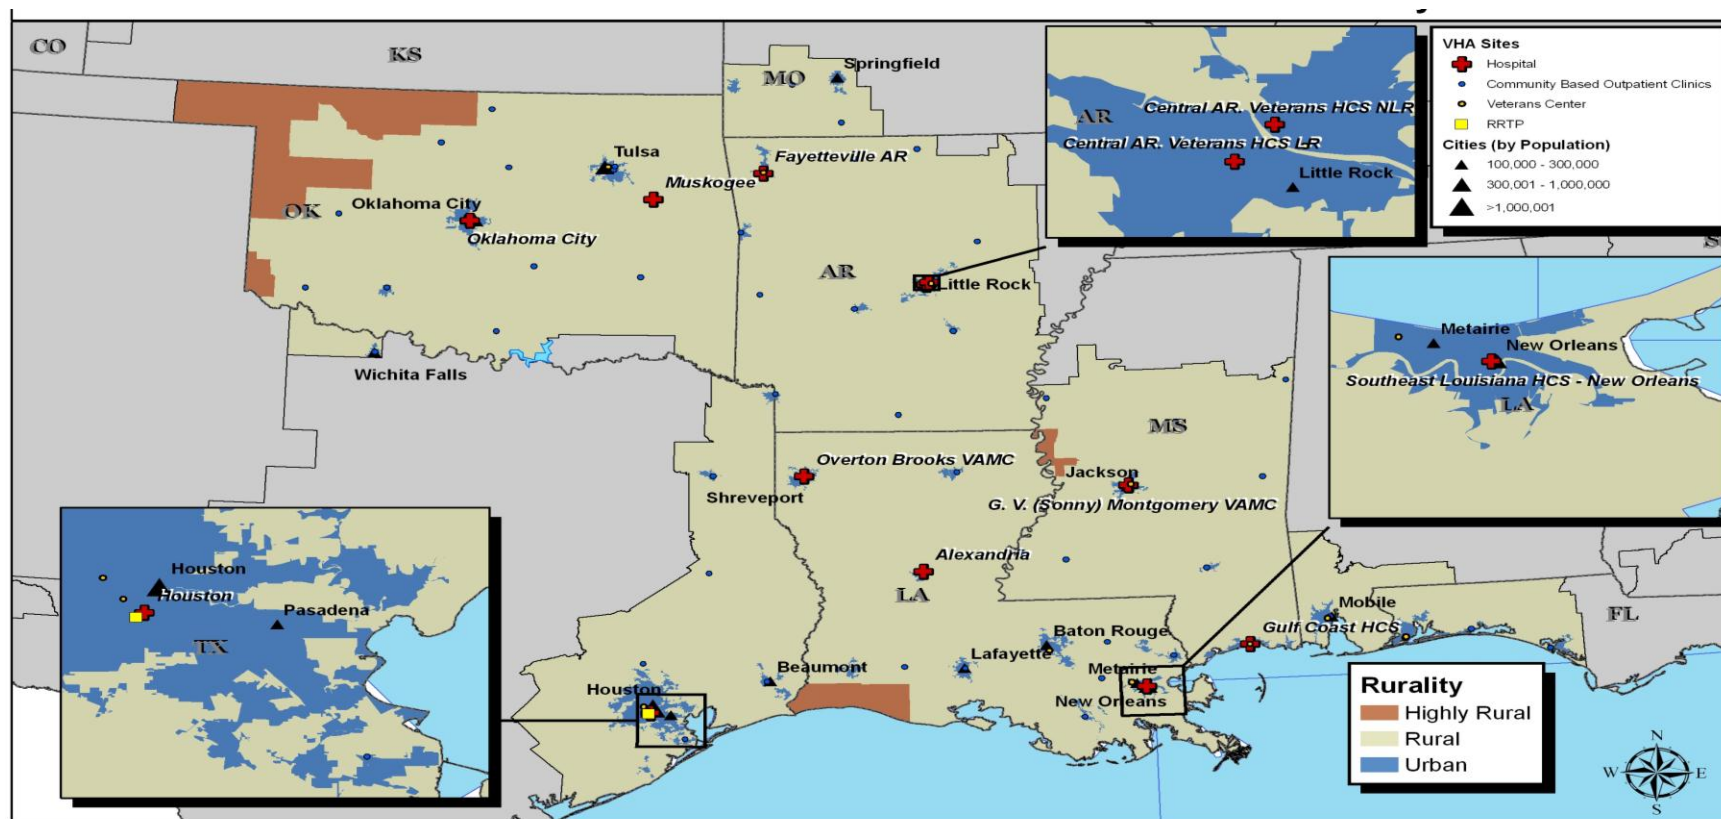 CO
KS
MO
Springfield
Tulsa
Fayetteville AR
Muskogee
OK
Oklahoma City
Oklahoma City
AR
Little Rock
Wichita Falls
MS
Overton Brooks VAMC
Shreveport
Jackson
G. V. (Sonny) Montgomery VAMC
Alexandria
LA
Baton Rouge
Lafayette
Beaumont
Houston
Metairie
New Orleans
Gulf Coast HCS
Mobile
FL
Central AR. Veterans HCS NLR
AR
Central AR. Veterans HCS LR
Little Rock
VHA Sites
Hospital
Community Based Outpatient Clinics
Veterans Center
RRTP
Cities (by Population)
100,000 - 300,000
300,001 - 1,000,000
>1,000,001
Metairie
New Orleans
Southeast Louisiana HCS - New Orleans
LA
Houston
Houston
Pasadena
TX
Rurality
Highly Rural
Rural
Urban
N
W
E
S